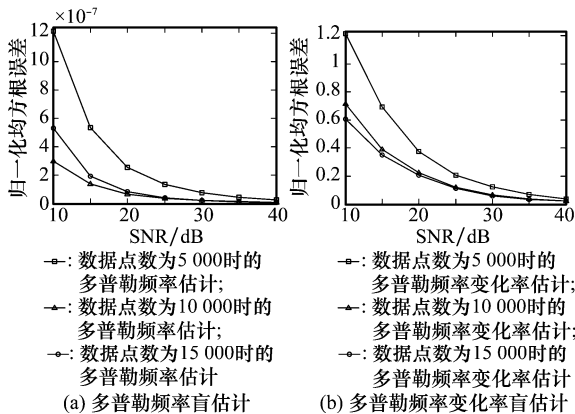 ×10⁻⁷
12
10
8
6
4
2
0
归一化均方根误差
10 15 20 25 30 35 40
SNR/dB
—□—: 数据点数为5 000时的
多普勒频率估计;
—▲—: 数据点数为10 000时的
多普勒频率估计;
—○—: 数据点数为15 000时的
多普勒频率估计
(a) 多普勒频率盲估计
1.2
1
0.8
0.6
0.4
0.2
0
归一化均方根误差
10 15 20 25 30 35 40
SNR/dB
—□—: 数据点数为5 000时的
多普勒频率变化率估计;
—▲—: 数据点数为10 000时的
多普勒频率变化率估计;
—○—: 数据点数为15 000时的
多普勒频率变化率估计
(b) 多普勒频率变化率盲估计